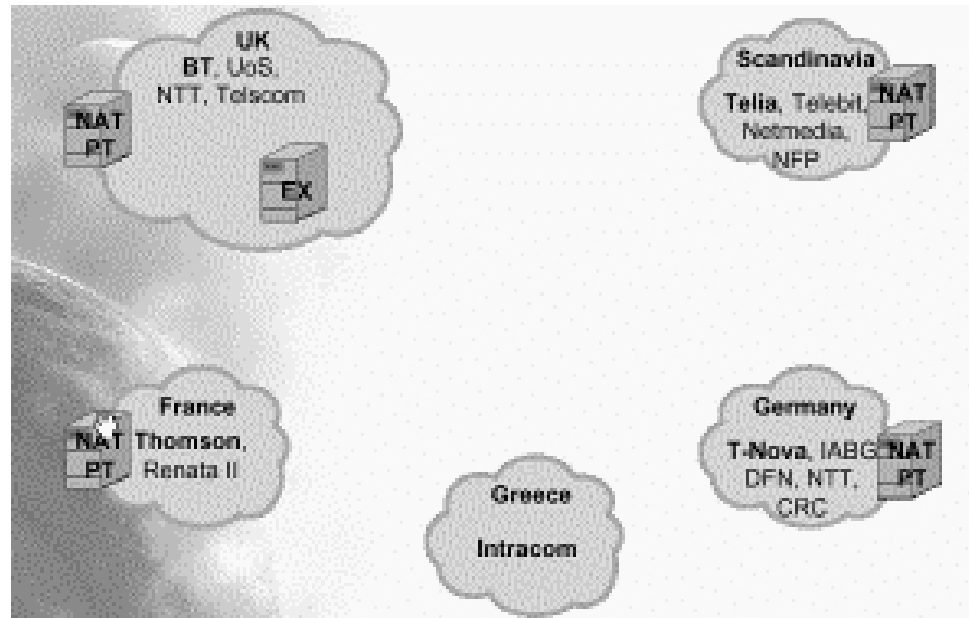 UK
BT, UoS,
NTT, Telscom
NAT
PT
EX
Scandinavia
Telia, Telebit,
Netmedia,
NFP
NAT
PT
France
Thomson,
Renata II
NAT
PT
Greece
Intracom
Germany
T-Nova, IABG
DFN, NTT,
CRC
NAT
PT